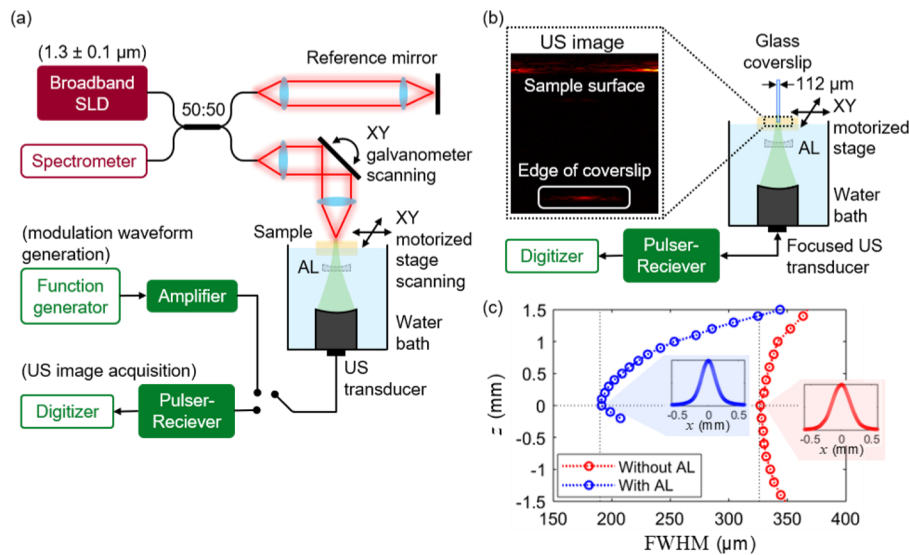 (a)
(1.3 ± 0.1 µm)
Broadband
SLD
50:50
Spectrometer
Reference mirror
XY
galvanometer
scanning
Sample
XY
motorized
stage
scanning
AL
Water
bath
US
transducer
(modulation waveform
generation)
Function
generator
Amplifier
(US image acquisition)
Digitizer
Pulser-
Reciever
(b)
US image
Sample surface
Edge of coverslip
Glass
coverslip
112 µm
XY
motorized
stage
AL
Water
bath
Focused US
transducer
Pulser-
Reciever
Digitizer
(c)
z (mm)
1.5
1
0.5
0
-0.5
-1
-1.5
-0.5 0 0.6
x (mm)
-0.5 0 0.6
x (mm)
Without AL
With AL
150 200 250 300 350 400
FWHM (µm)